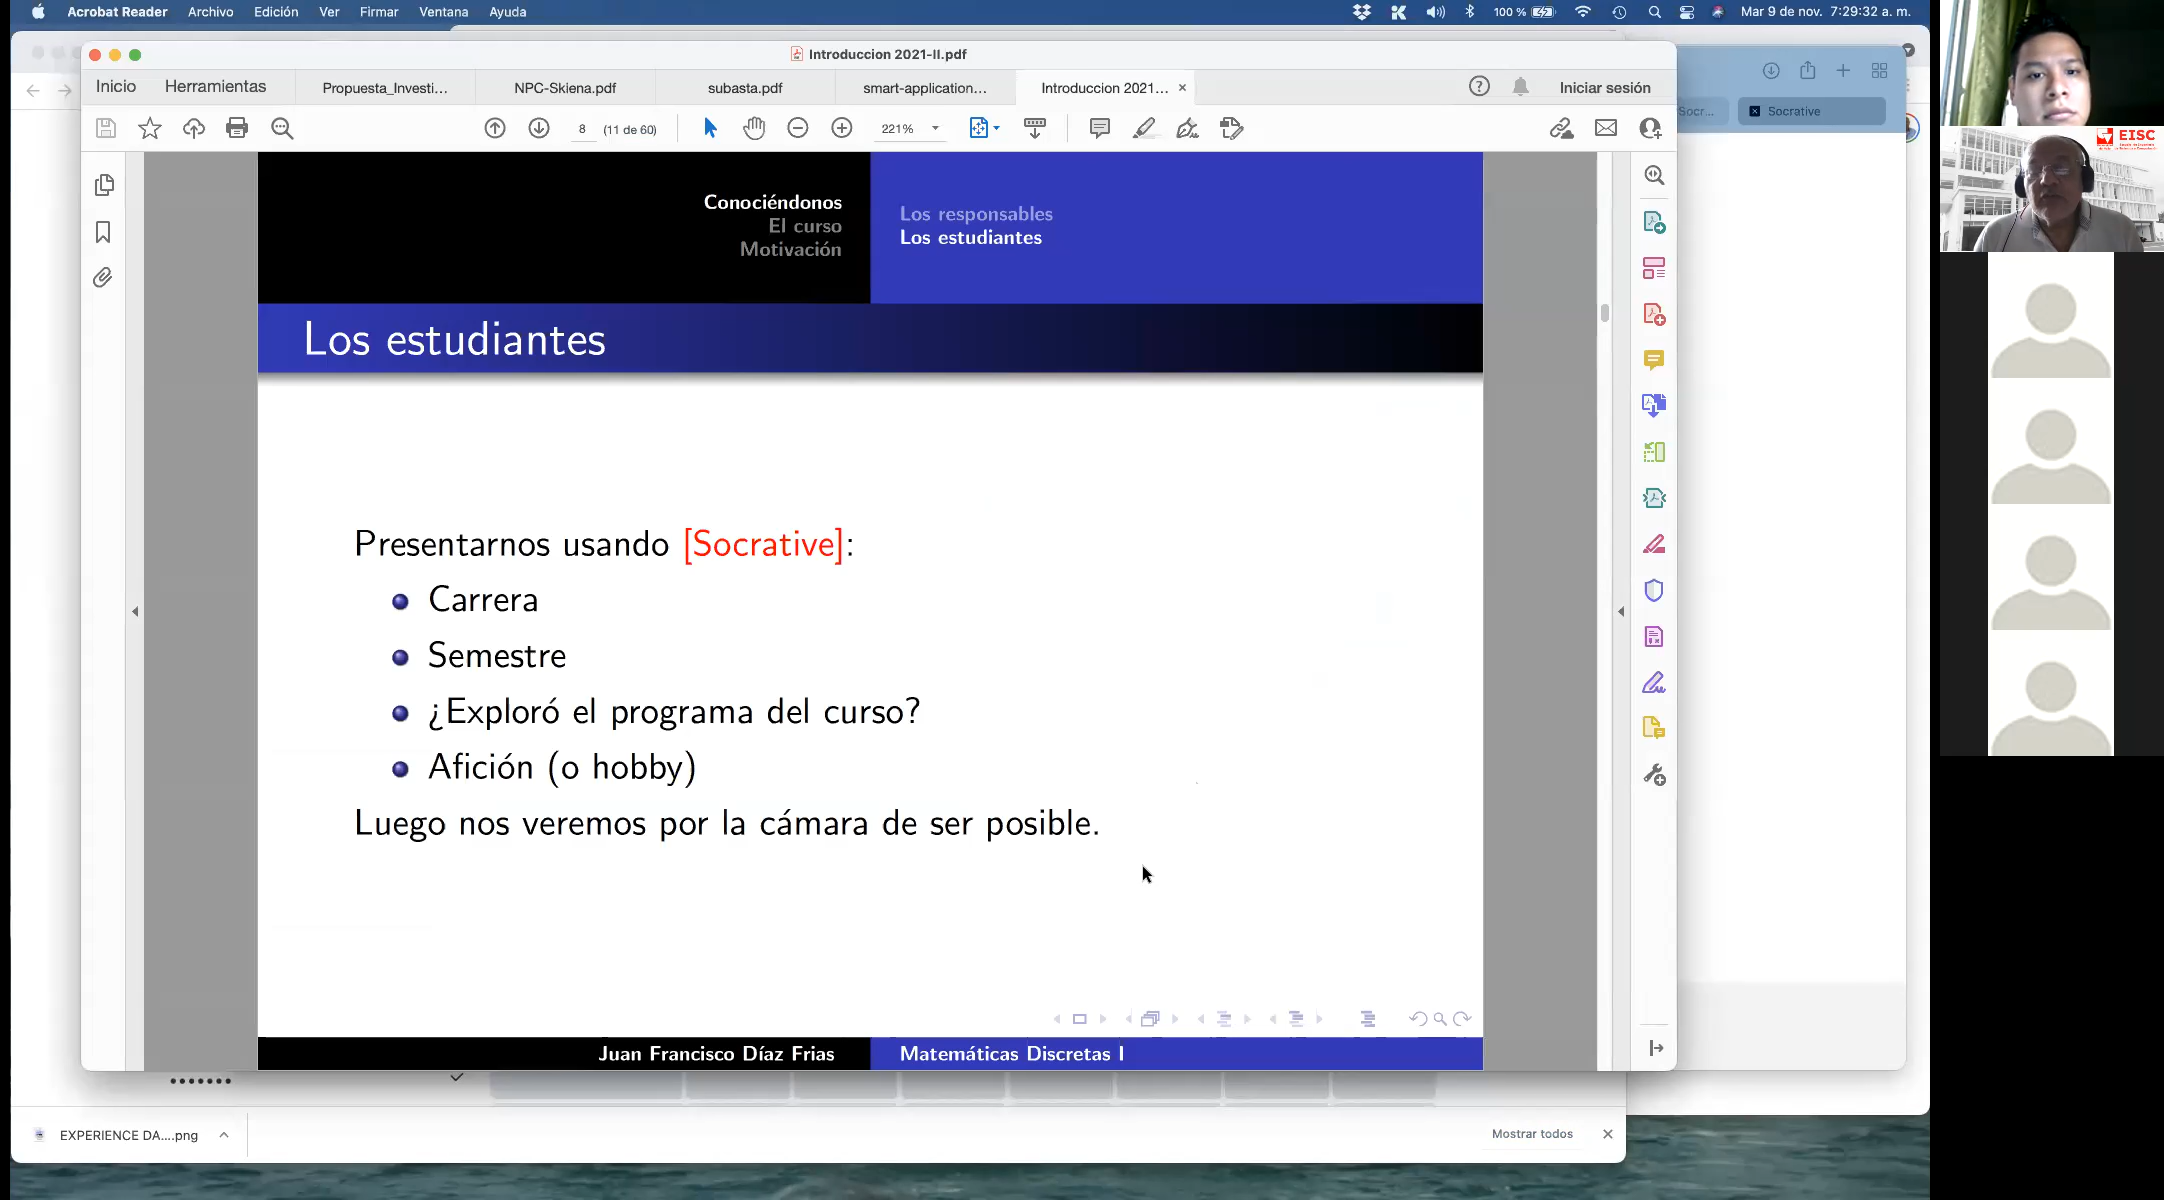 Acrobat Reader Archivo Edición Ver Firmar Ventana Ayuda 100 % Mar 9 de nov. 7:29:32 a. m.
Introduccion 2021-II.pdf
Inicio Herramientas Propuesta_Investi... NPC-Skiena.pdf subasta.pdf smart-application... Introduccion 2021... × Iniciar sesión
Socr... Socrative
8 (11 de 60) 221%
EISC
Conociéndonos
El curso
Motivación
Los responsables
Los estudiantes
Los estudiantes
Presentarnos usando [Socrative]:
Carrera
Semestre
¿Exploró el programa del curso?
Afición (o hobby)
Luego nos veremos por la cámara de ser posible.
Juan Francisco Díaz Frias Matemáticas Discretas I
EXPERIENCE DA....png Mostrar todos